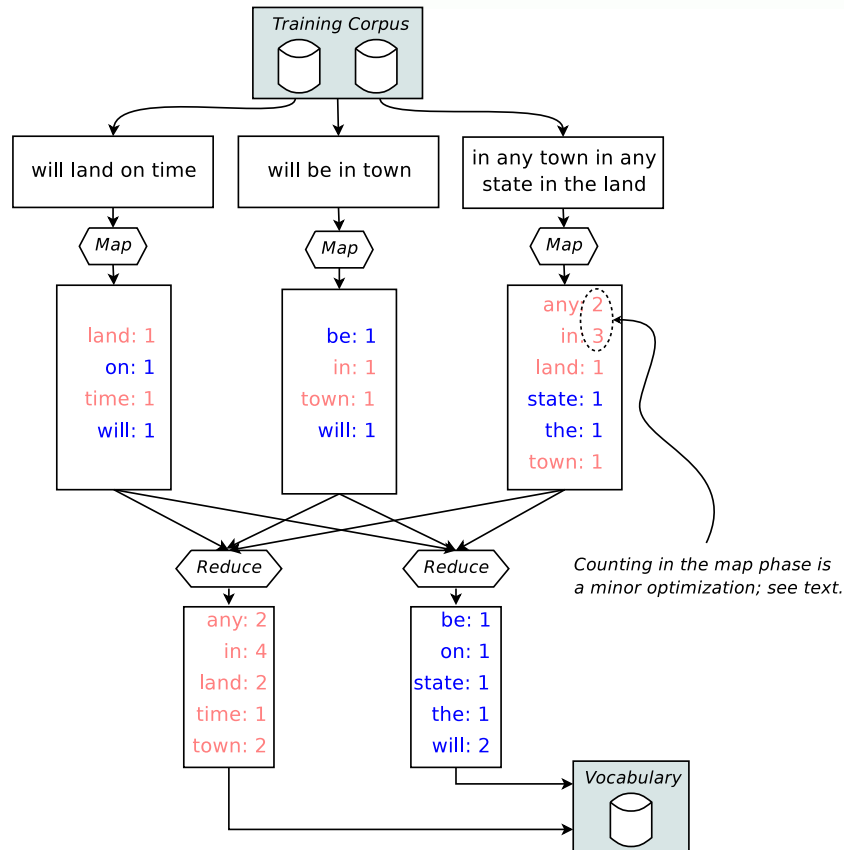 Training Corpus
will land on time
will be in town
in any town in any
state in the land
Map
Map
Map
land: 1
on: 1
time: 1
will: 1
be: 1
in: 1
town: 1
will: 1
any: 2
in: 3
land: 1
state: 1
the: 1
town: 1
Counting in the map phase is
a minor optimization; see text.
Reduce
Reduce
any: 2
in: 4
land: 2
time: 1
town: 2
be: 1
on: 1
state: 1
the: 1
will: 2
Vocabulary